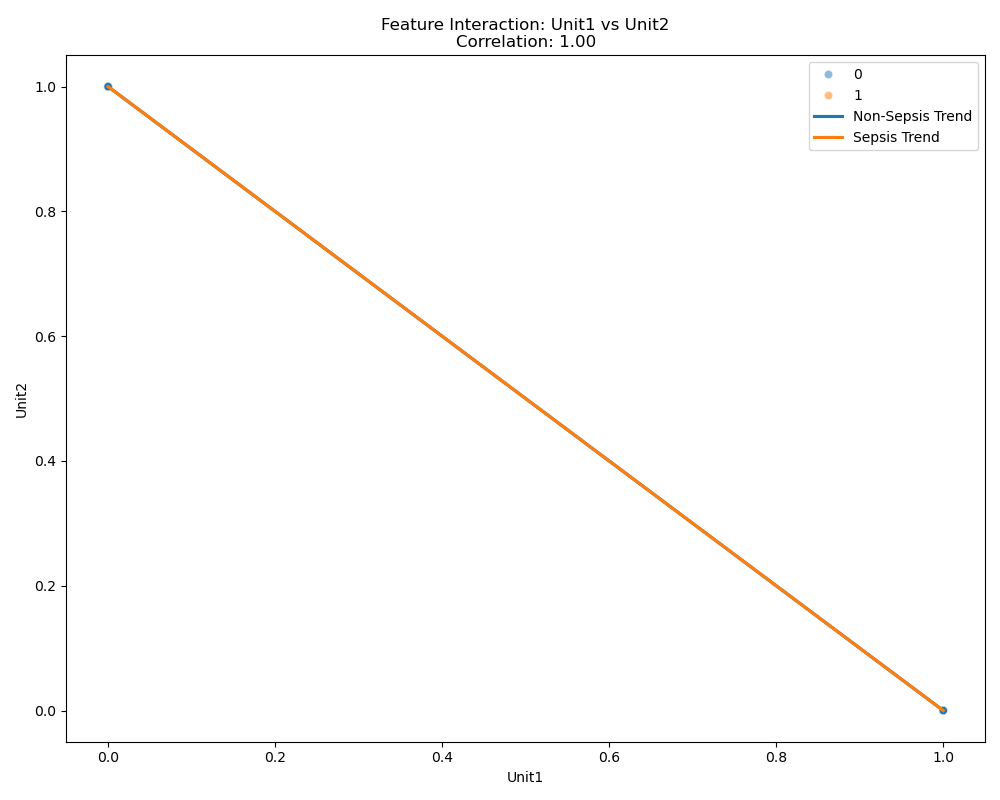 Feature Interaction: Unit1 vs Unit2
Correlation: 1.00
0
1
Non-Sepsis Trend
Sepsis Trend
Unit2
1.0
0.8
0.6
0.4
0.2
0.0
0.0 0.2 0.4 0.6 0.8 1.0
Unit1